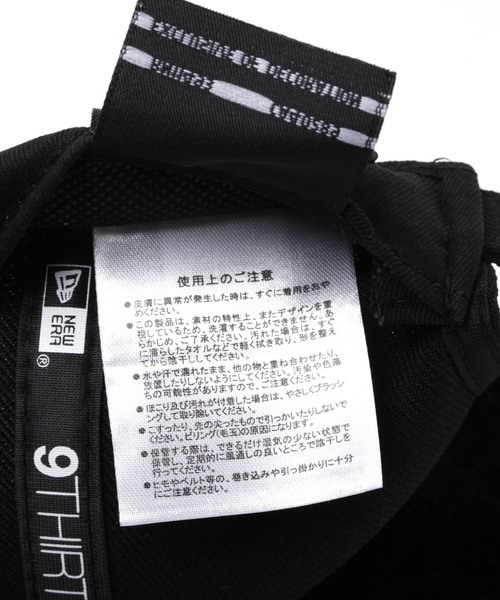 使用上のご注意
●皮膚に異常が発生した時は、すぐに着用をおや
めください。
●この製品は、素材の特性上、またデザインを重
視しているため、洗濯することができません。あ
らかじめ、ご了承ください。汚れた場合は、すぐ
に濡らしたタオルなどで軽く拭き取り、形を整え
てから陰干ししてください。
●水や汗で濡れたまま、他の物と重ね合わせたり、
放置したりしないようにしてください。汚染や色落
ちの可能性がありますので、ご注意ください。
●ほこり及び汚れが付着した場合は、やさしくブラッシ
ングして取り除いてください。
●こすったり、先の尖ったもので引っかいたりしないで
ください。ピリング(毛玉)の原因になります。
●保管する際は、できるだけ湿気の少ない状態で
保管し、定期的に風通しの良いところで陰干しを
行ってください。
●ヒモやベルト等の、巻き込みや引っ掛かりに十分
にご注意ください。
NEW
ERA
®
9THIRT